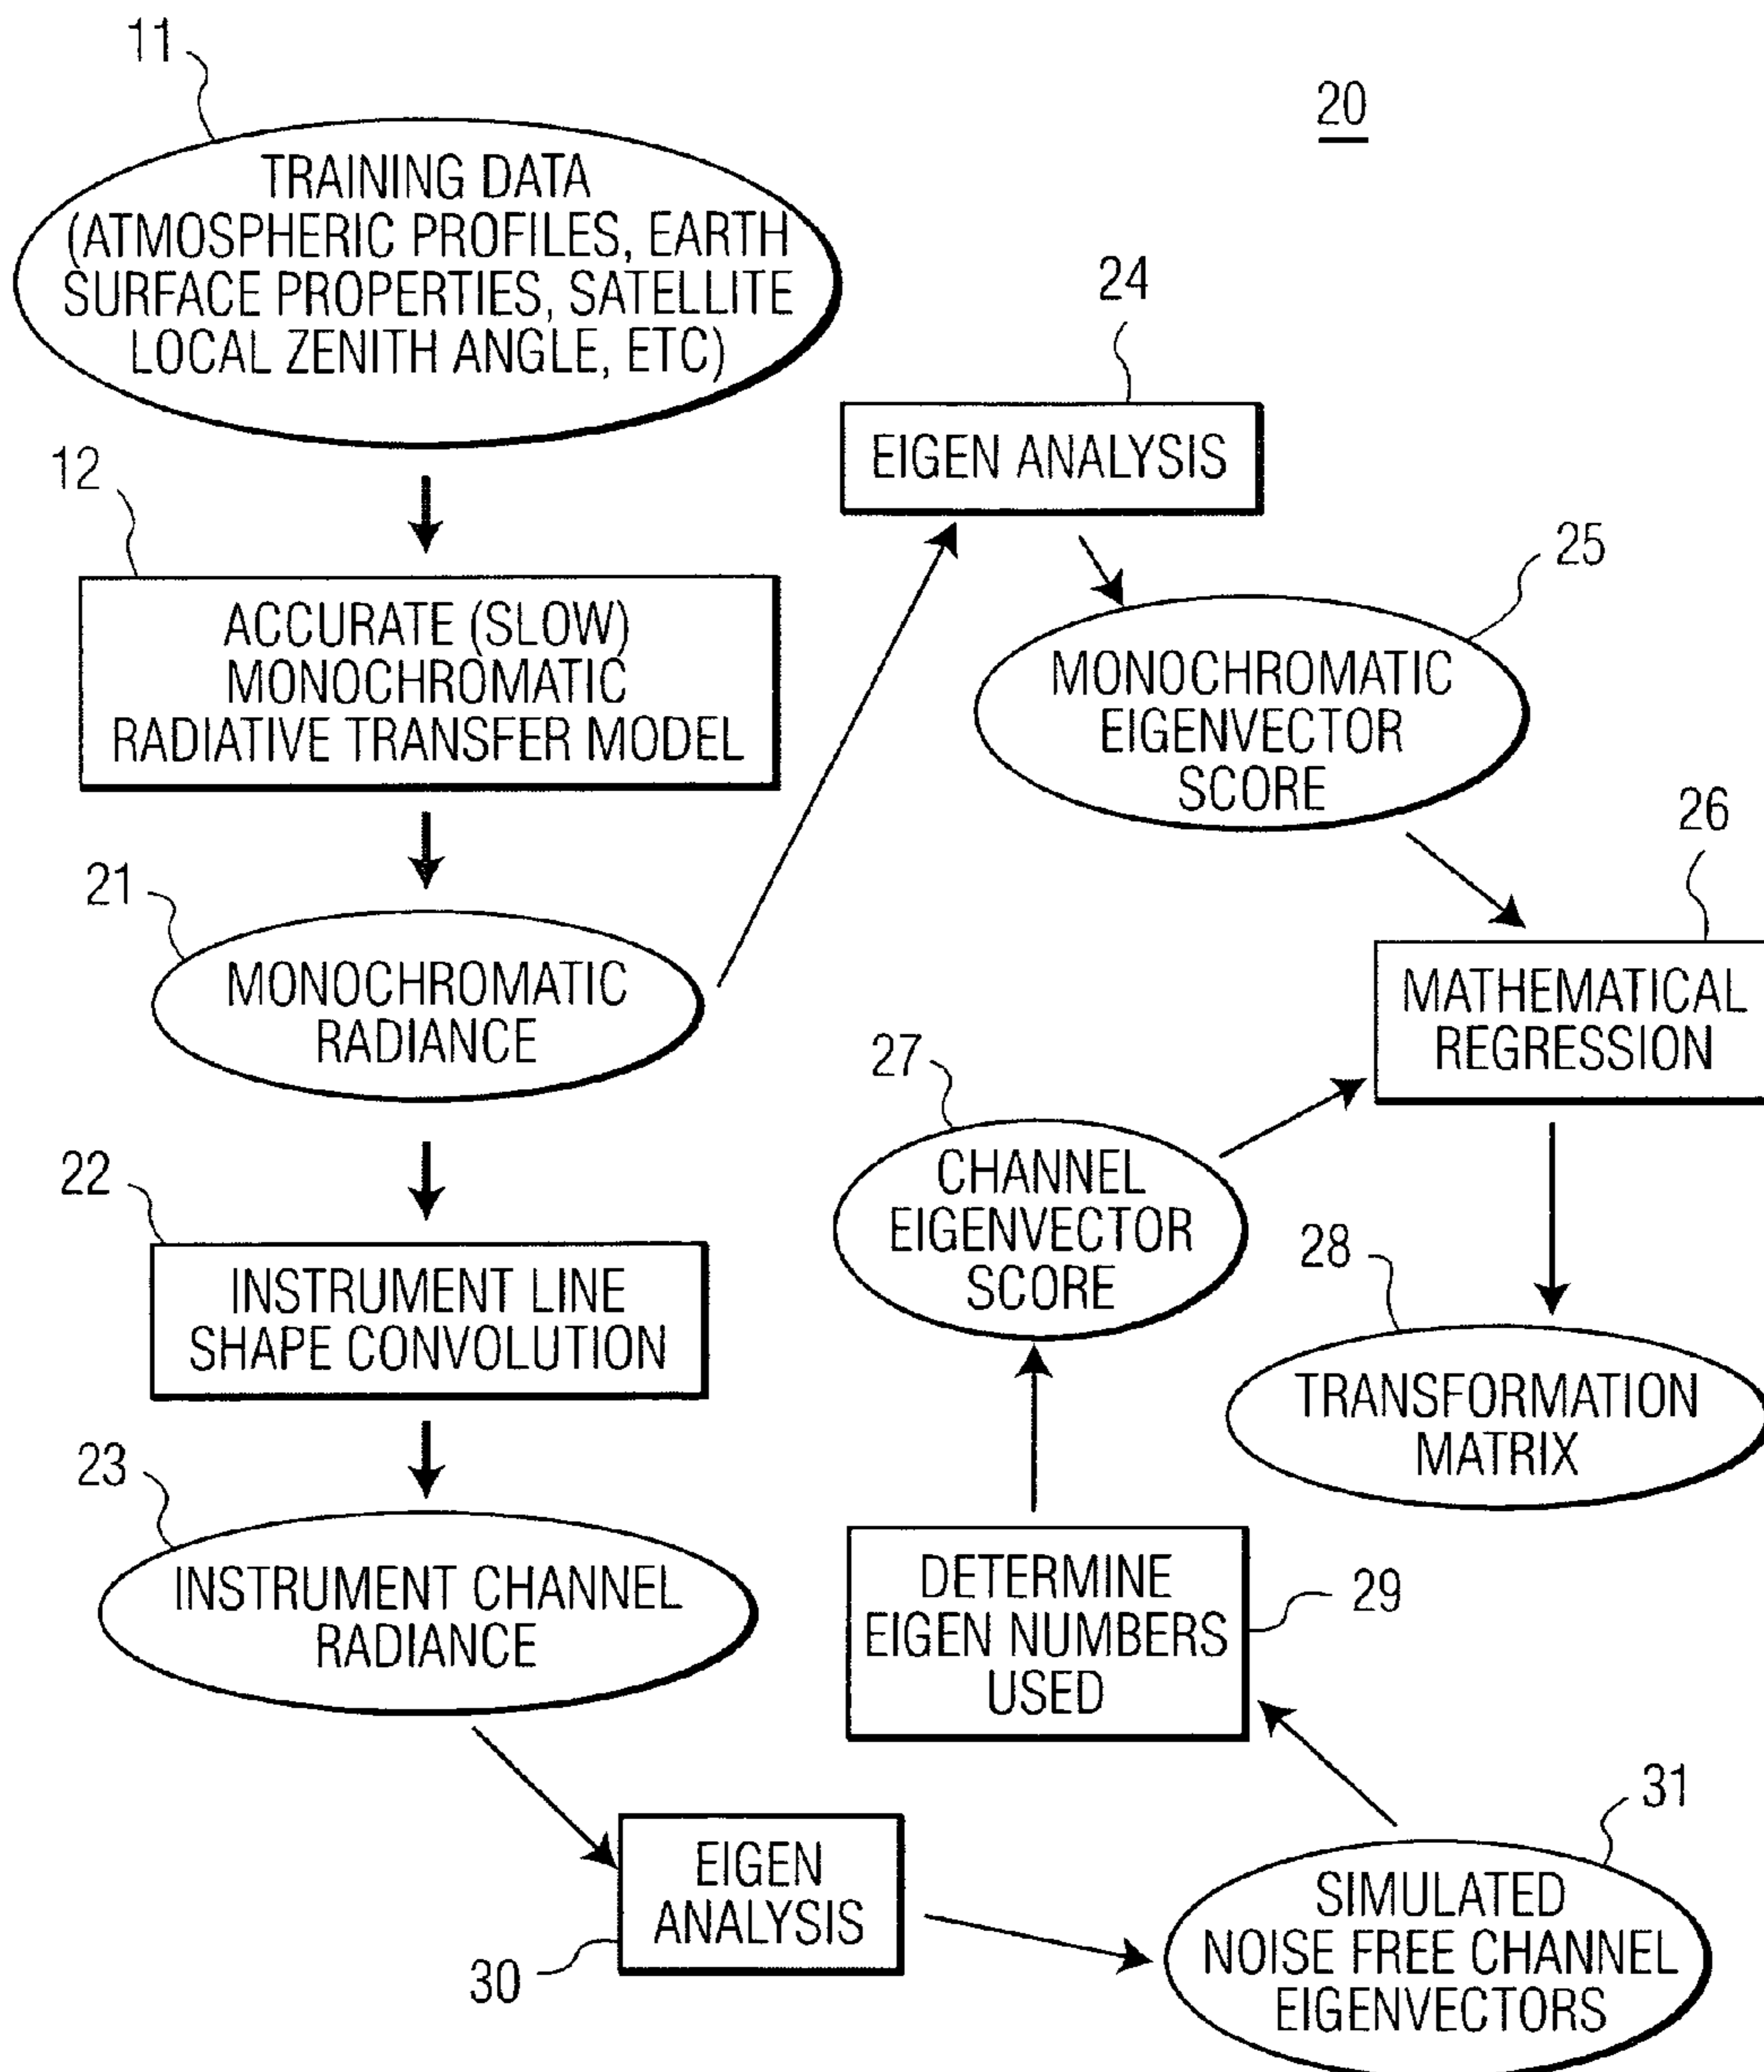 11
20
TRAINING DATA
(ATMOSPHERIC PROFILES, EARTH
SURFACE PROPERTIES, SATELLITE
LOCAL ZENITH ANGLE, ETC)
12
ACCURATE (SLOW)
MONOCHROMATIC
RADIATIVE TRANSFER MODEL
21
MONOCHROMATIC
RADIANCE
22
INSTRUMENT LINE
SHAPE CONVOLUTION
23
INSTRUMENT CHANNEL
RADIANCE
24
EIGEN ANALYSIS
25
MONOCHROMATIC
EIGENVECTOR
SCORE
26
MATHEMATICAL
REGRESSION
27
CHANNEL
EIGENVECTOR
SCORE
28
TRANSFORMATION
MATRIX
DETERMINE
EIGEN NUMBERS
USED
29
EIGEN
ANALYSIS
30
31
SIMULATED
NOISE FREE CHANNEL
EIGENVECTORS